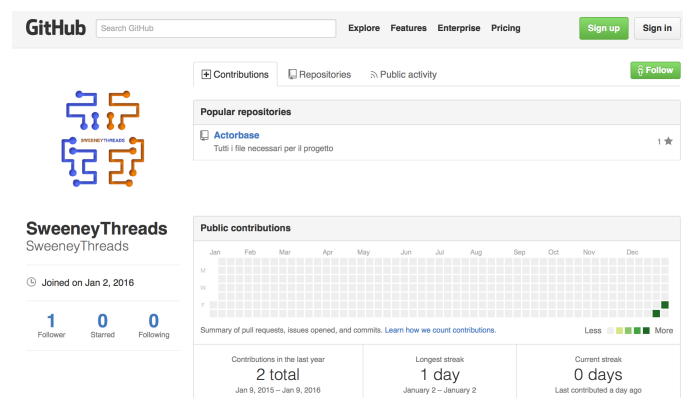 GitHub
Search GitHub
Explore Features Enterprise Pricing
Sign up
Sign in
Contributions
Repositories
Public activity
Follow
SWEENEYTHREADS
Popular repositories
Actorbase
Tutti i file necessari per il progetto
1
SweeneyThreads
SweeneyThreads
Joined on Jan 2, 2016
1 0 0
Follower Starred Following
Public contributions
Jan Feb Mar Apr May Jun Jul Aug Sep Oct Nov Dec
M
W
F
Summary of pull requests, issues opened, and commits. Learn how we count contributions.
Less More
Contributions in the last year
2 total
Jan 9, 2015 – Jan 9, 2016
Longest streak
1 day
January 2 – January 2
Current streak
0 days
Last contributed a day ago